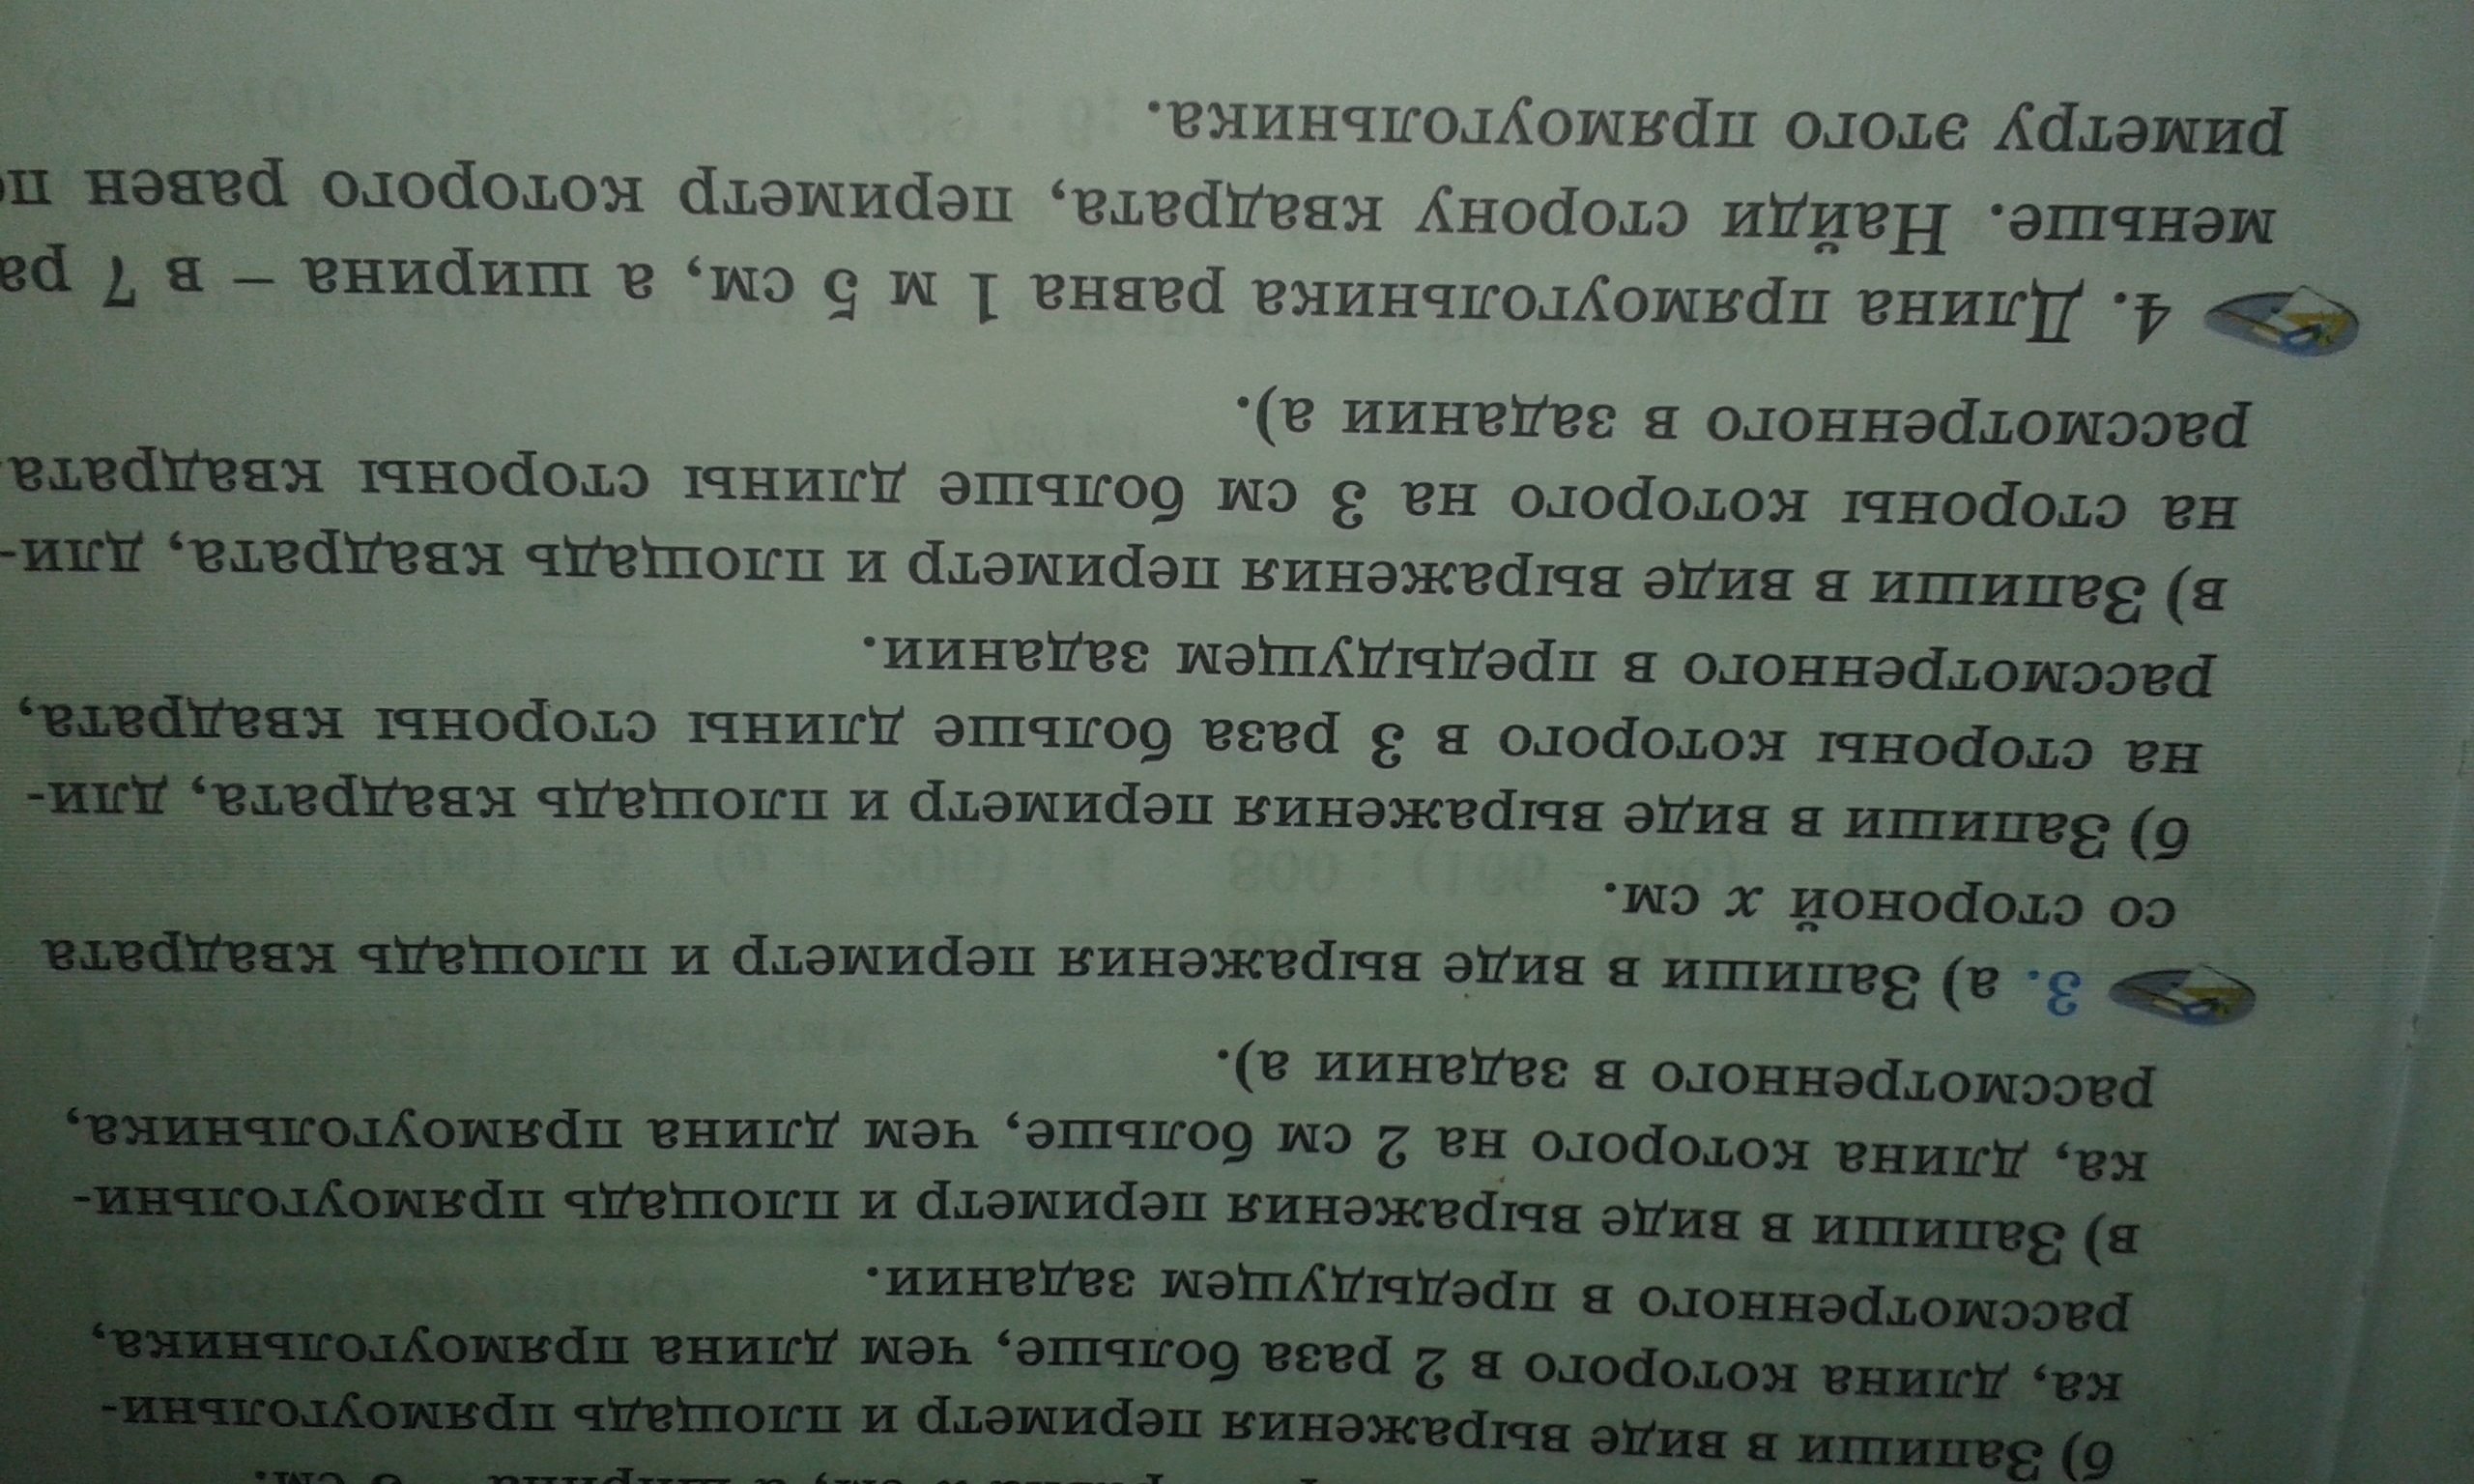 б) Запиши в виде выражения периметр и площадь прямоугольни-
ка, длина которого в 2 раза больше, чем длина прямоугольника,
рассмотренного в предыдущем задании.
в) Запиши в виде выражения периметр и площадь прямоугольни-
ка, длина которого на 2 см больше, чем длина прямоугольника,
рассмотренного в задании а).
3. а) Запиши в виде выражения периметр и площадь квадрата
со стороной x см.
б) Запиши в виде выражения периметр и площадь квадрата, дли-
на стороны которого в 3 раза больше длины стороны квадрата,
рассмотренного в предыдущем задании.
в) Запиши в виде выражения периметр и площадь квадрата, дли-
на стороны которого на 3 см больше длины стороны квадрата
рассмотренного в задании а).
4. Длина прямоугольника равна 1 м 5 см, а ширина – в 7 ра
меньше. Найди сторону квадрата, периметр которого равен п
риметру этого прямоугольника.